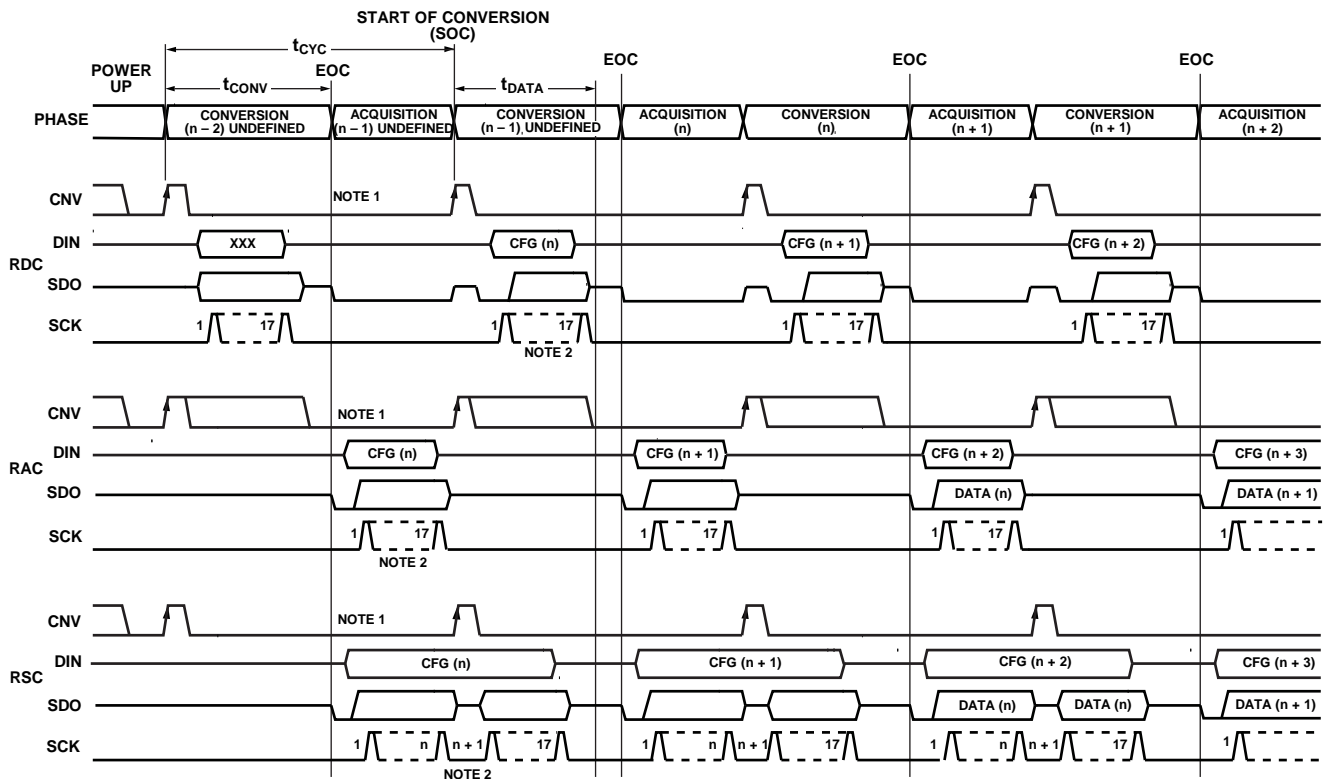 START OF CONVERSION
(SOC)
tCYC
POWER
UP
EOC
EOC
EOC
EOC
tCONV
tDATA
PHASE
CONVERSION
(n – 2) UNDEFINED
ACQUISITION
(n – 1) UNDEFINED
CONVERSION
(n – 1), UNDEFINED
ACQUISITION
(n)
CONVERSION
(n),
ACQUISITION
(n + 1)
CONVERSION
(n + 1)
ACQUISITION
(n + 2)
CNV
NOTE 1
RDC
DIN
XXX
CFG (n)
CFG (n + 1)
CFG (n + 2)
SDO
SCK
1 17
1 17
1 17
1 17
NOTE 2
CNV
NOTE 1
RAC
DIN
CFG (n)
CFG (n + 1)
CFG (n + 2)
CFG (n + 3)
SDO
DATA (n)
DATA (n + 1)
SCK
1 17
1 17
1 17
1
NOTE 2
CNV
NOTE 1
RSC
DIN
CFG (n)
CFG (n + 1)
CFG (n + 2)
CFG (n + 3)
SDO
DATA (n)
DATA (n)
DATA (n + 1)
SCK
1 n n + 1 17
1 n n + 1 17
1 n n + 1 17
1
NOTE 2